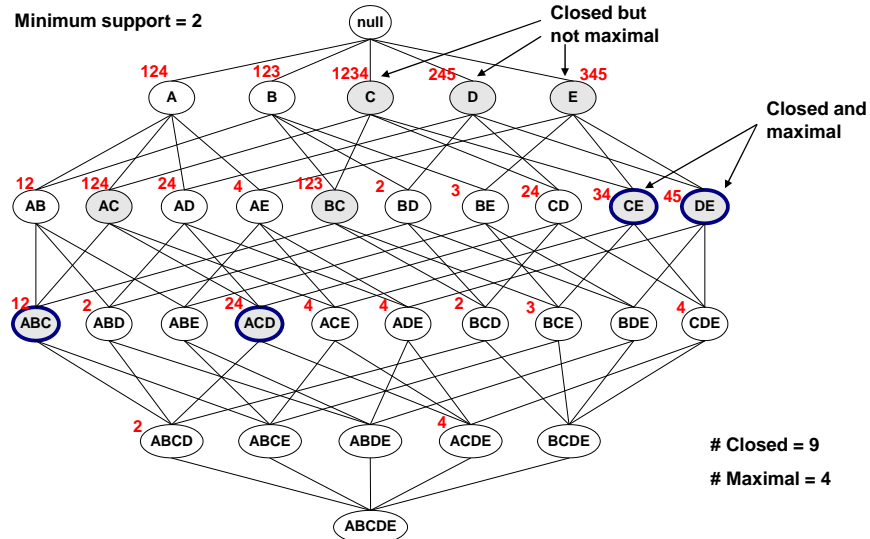 Minimum support = 2
null
Closed but
not maximal
124
123
1234
245
345
A
B
C
D
E
Closed and
maximal
12
124
24
4
123
2
3
24
34
45
AB
AC
AD
AE
BC
BD
BE
CD
CE
DE
12
2
24
4
4
2
3
4
ABC
ABD
ABE
ACD
ACE
ADE
BCD
BCE
BDE
CDE
2
4
ABCD
ABCE
ABDE
ACDE
BCDE
# Closed = 9
# Maximal = 4
ABCDE